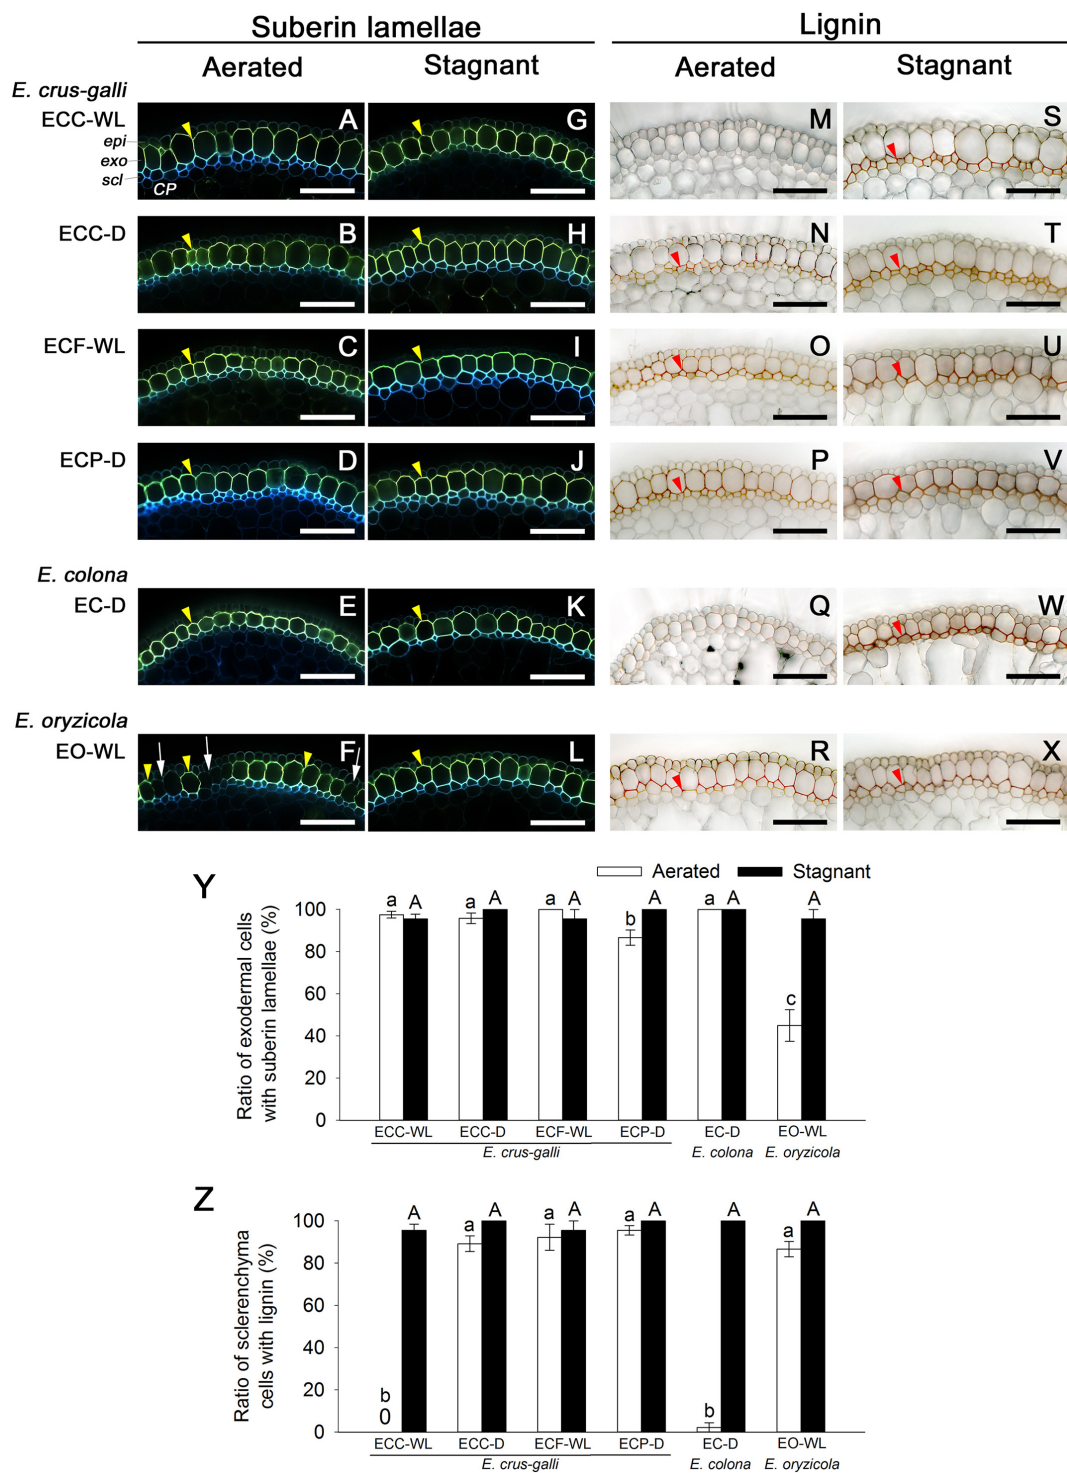 Suberin lamellae Lignin
Aerated Stagnant Aerated Stagnant
E. crus-galli
ECC-WL
epi
exo
scl
CP
A G M S
ECC-D
B H N T
ECF-WL
C I O U
ECP-D
D J P V
E. colona
EC-D
E K Q W
E. oryzicola
EO-WL
F L R X
Y
Aerated Stagnant
a A a A a A b A a A c A
Ratio of exodermal cells
with suberin lamellae (%)
100
80
60
40
20
0
ECC-WL ECC-D ECF-WL ECP-D EC-D EO-WL
E. crus-galli E. colona E. oryzicola
Z
b A a A a A a A b A a A
0
Ratio of sclerenchyma
cells with lignin (%)
100
80
60
40
20
0
ECC-WL ECC-D ECF-WL ECP-D EC-D EO-WL
E. crus-galli E. colona E. oryzicola